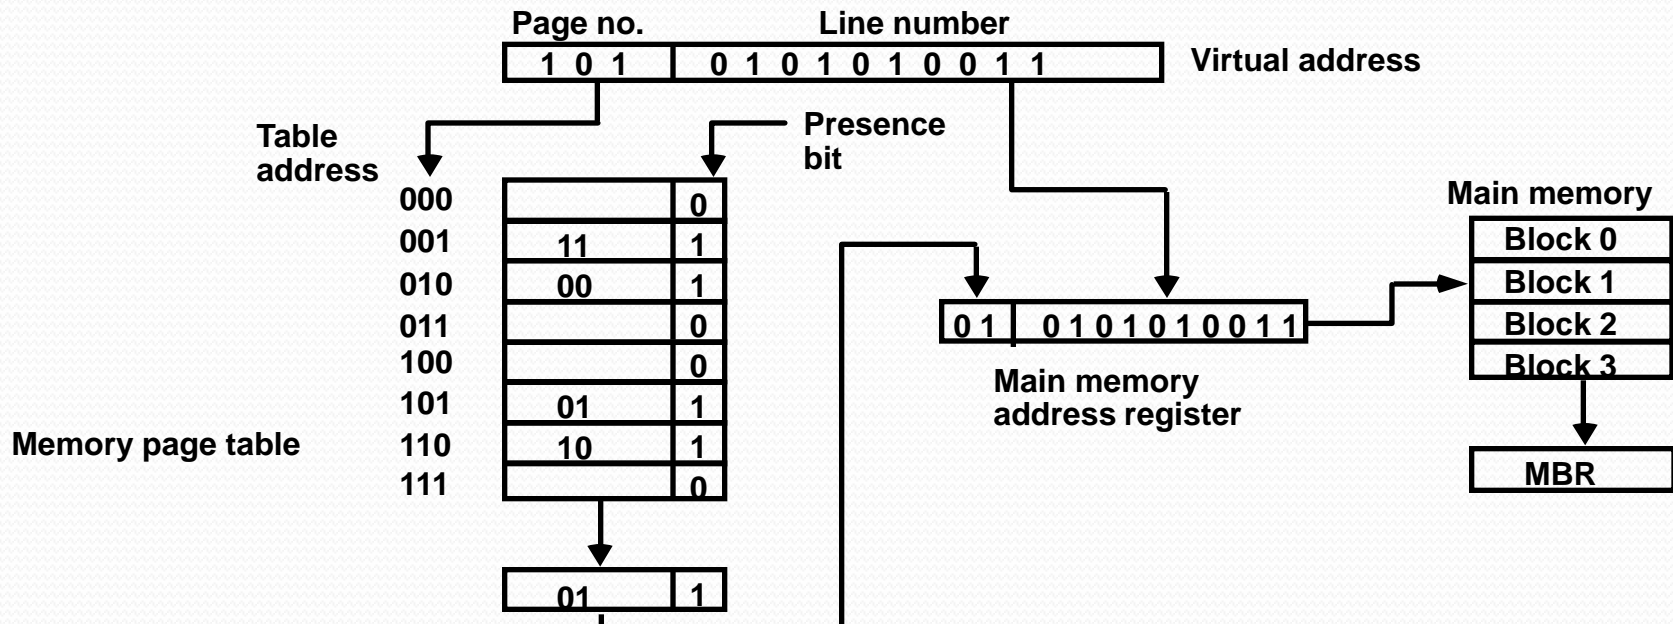 Page no. Line number
1 0 1 0 1 0 1 0 1 0 0 1 1 Virtual address
Table
address
Presence
bit
000 0
001 11 1
010 00 1
011 0
100 0
101 01 1
110 10 1
111 0
Memory page table
01 1
0 1 0 1 0 1 0 1 0 0 1 1
Main memory
address register
Main memory
Block 0
Block 1
Block 2
Block 3
MBR